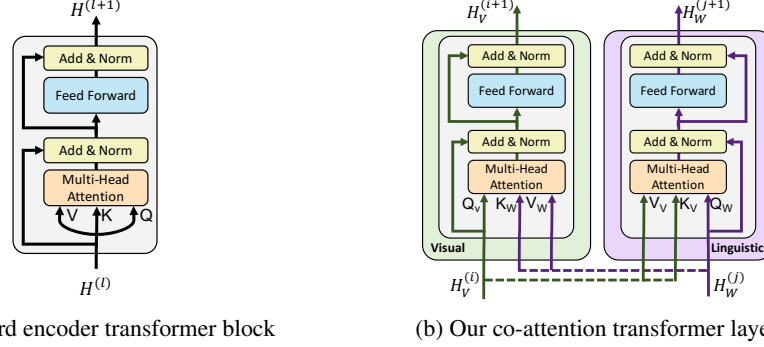 H^(l+1)
Add & Norm
Feed Forward
Add & Norm
Multi-Head
Attention
V K Q
H^(l)
H_V^(i+1)
Add & Norm
Feed Forward
Add & Norm
Multi-Head
Attention
Q_v K_W V_W
Visual
H_V^(i)
H_W^(j+1)
Add & Norm
Feed Forward
Add & Norm
Multi-Head
Attention
V_V K_V Q_W
Linguistic
H_W^(j)
rd encoder transformer block
(b) Our co-attention transformer laye